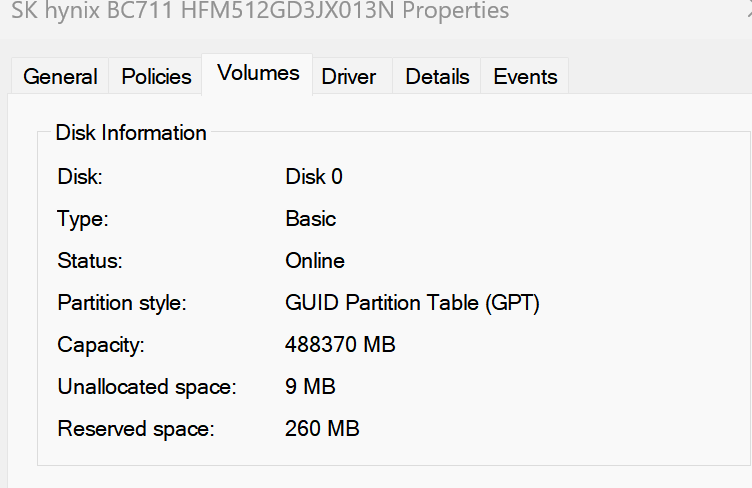 SK hynix BC711 HFM512GD3JX013N Properties
General Policies Volumes Driver Details Events
Disk Information
Disk: Disk 0
Type: Basic
Status: Online
Partition style: GUID Partition Table (GPT)
Capacity: 488370 MB
Unallocated space: 9 MB
Reserved space: 260 MB